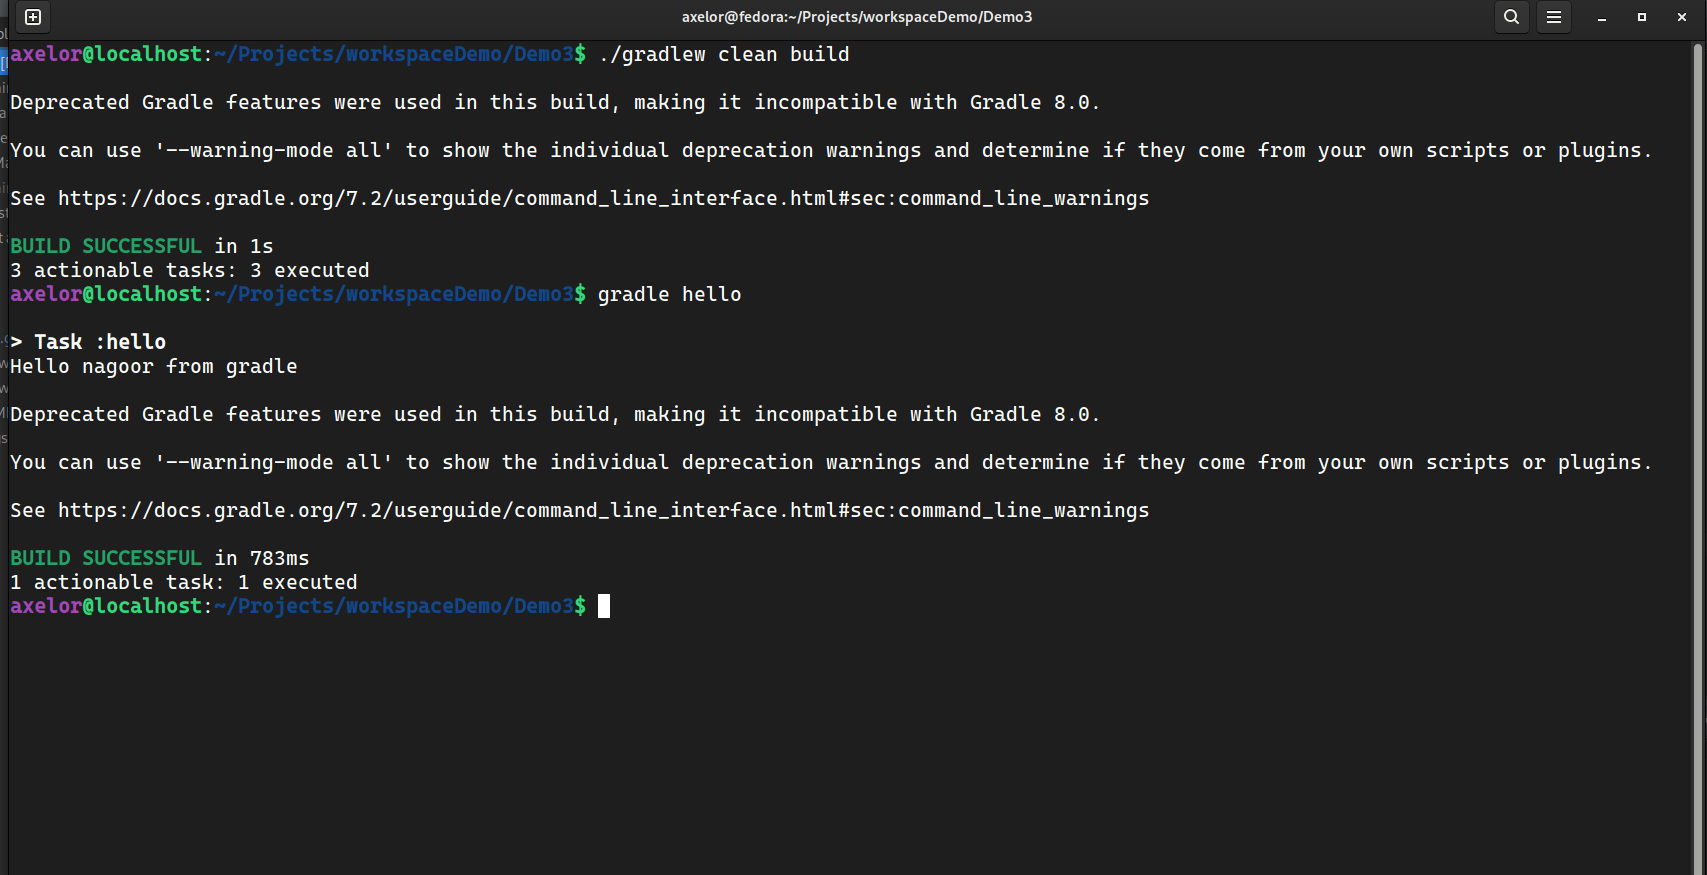 axelor@fedora:~/Projects/workspaceDemo/Demo3
axelor@localhost:~/Projects/workspaceDemo/Demo3$ ./gradlew clean build
Deprecated Gradle features were used in this build, making it incompatible with Gradle 8.0.
You can use '--warning-mode all' to show the individual deprecation warnings and determine if they come from your own scripts or plugins.
See https://docs.gradle.org/7.2/userguide/command_line_interface.html#sec:command_line_warnings
BUILD SUCCESSFUL in 1s
3 actionable tasks: 3 executed
axelor@localhost:~/Projects/workspaceDemo/Demo3$ gradle hello
> Task :hello
Hello nagoor from gradle
Deprecated Gradle features were used in this build, making it incompatible with Gradle 8.0.
You can use '--warning-mode all' to show the individual deprecation warnings and determine if they come from your own scripts or plugins.
See https://docs.gradle.org/7.2/userguide/command_line_interface.html#sec:command_line_warnings
BUILD SUCCESSFUL in 783ms
1 actionable task: 1 executed
axelor@localhost:~/Projects/workspaceDemo/Demo3$